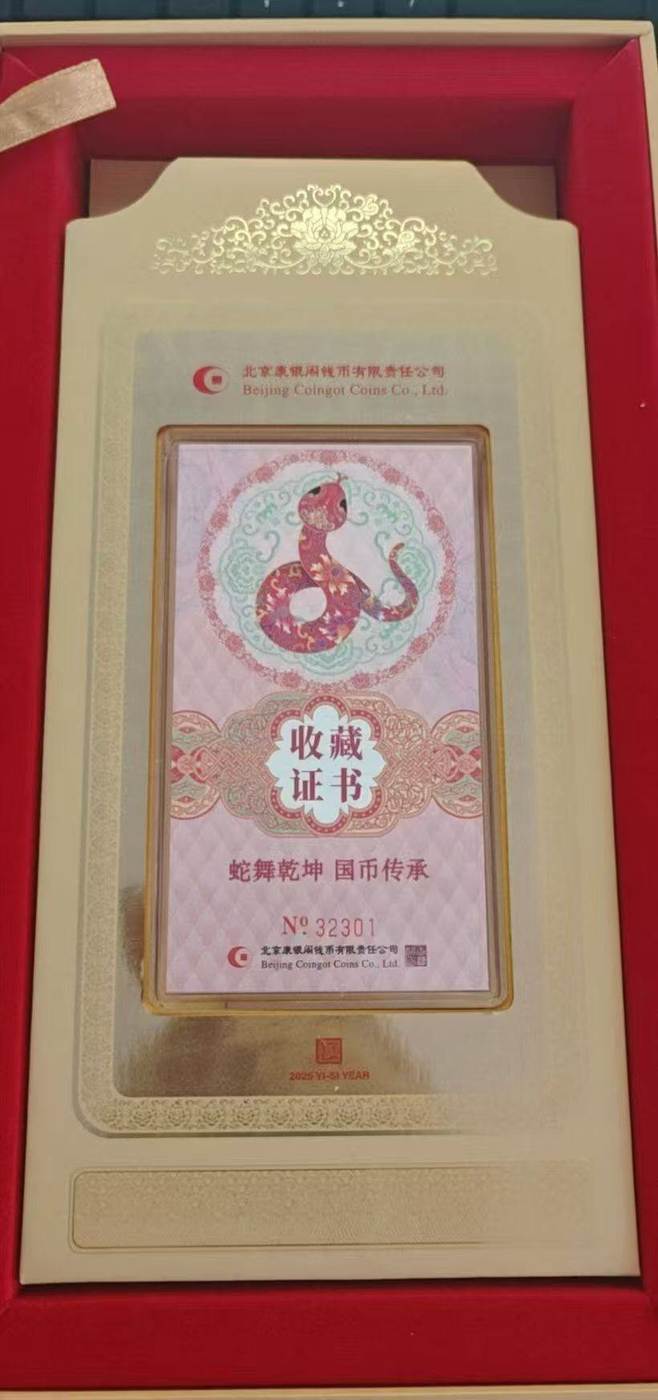 北京康银阁钱币有限责任公司
Beijing Coingot Coins Co., Ltd.
收藏
证书
蛇舞乾坤 国币传承
Nº 32301
北京康银阁钱币有限责任公司
Beijing Coingot Coins Co., Ltd.
2025 YI-SI YEAR